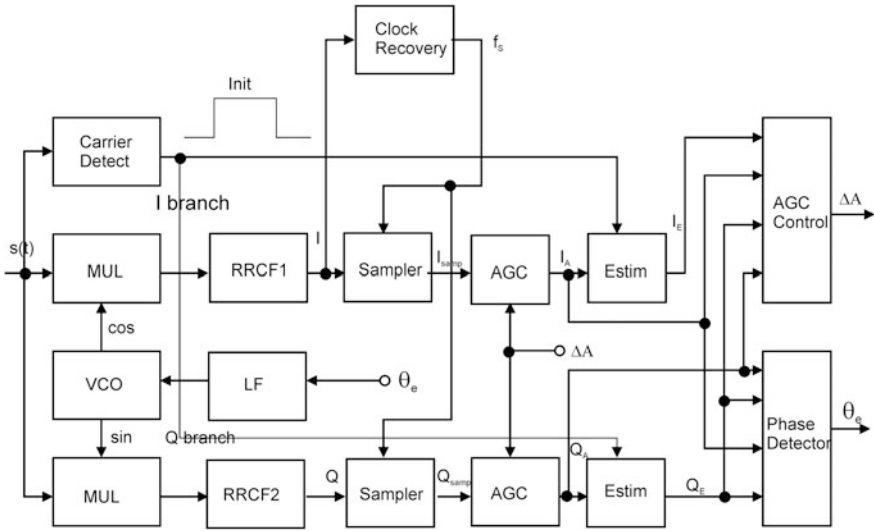 Clock
Recovery
f_s
Init
Carrier
Detect
I branch
s(t)
MUL
RRCF1
I
Sampler
I_samp
AGC
I_A
Estim
I_E
AGC
Control
ΔA
cos
VCO
LF
θ_e
ΔA
sin
Q branch
MUL
RRCF2
Q
Sampler
Q_samp
AGC
Q_A
Estim
Q_E
Phase
Detector
θ_e